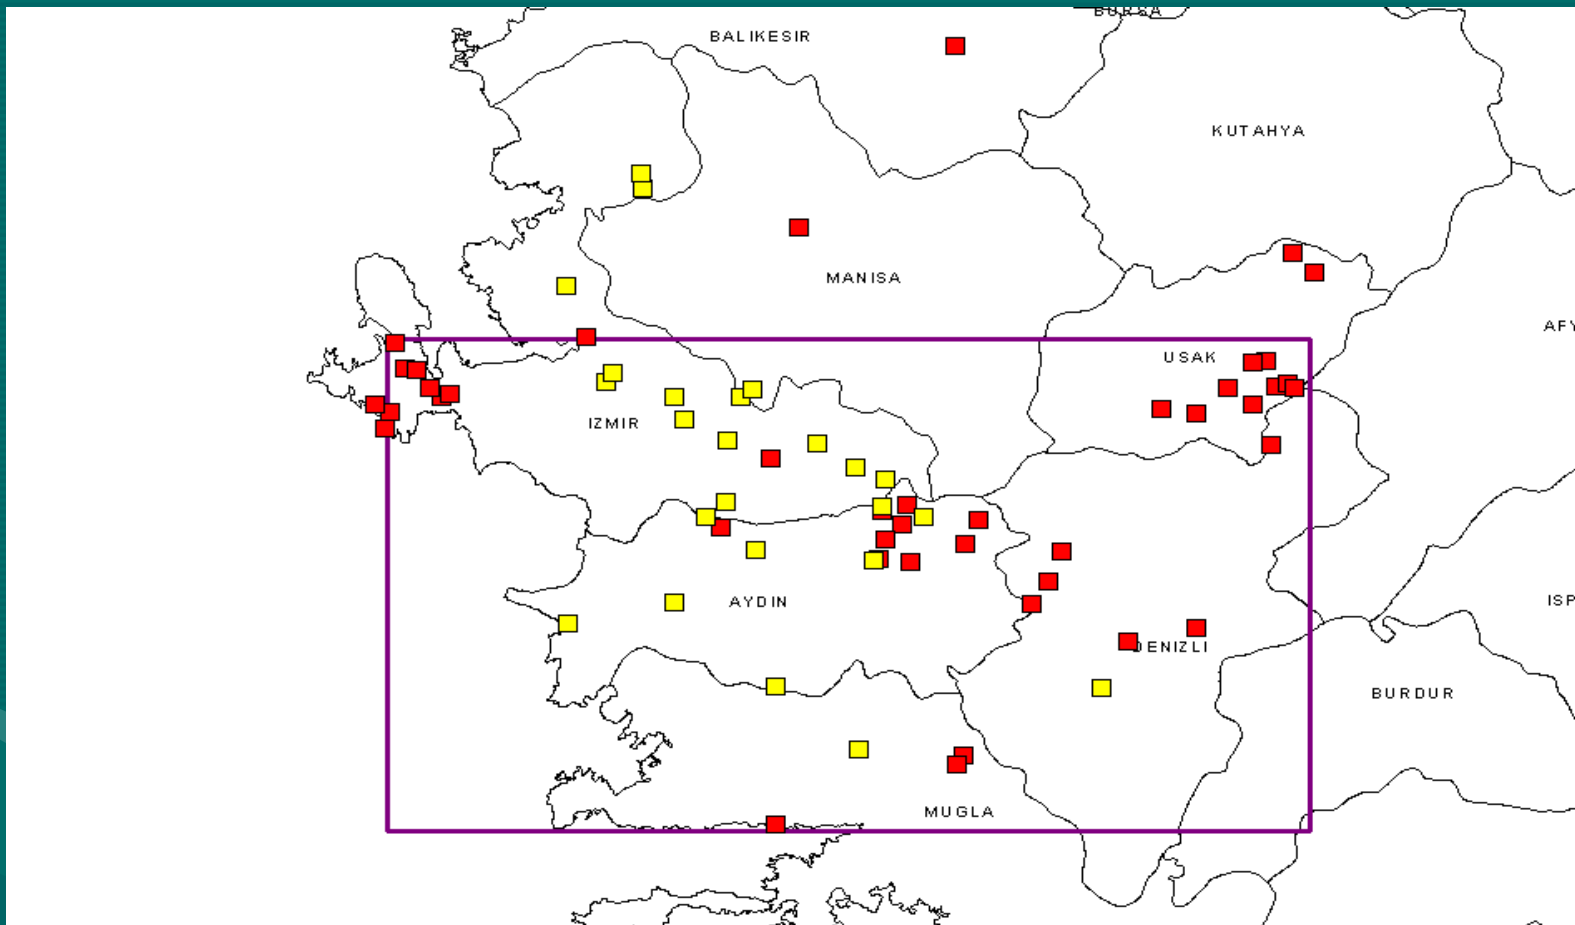 BURSA
BALIKESIR
KUTAHYA
MANISA
AFY
USAK
IZMIR
AYDIN
ISP
DENIZLI
BURDUR
MUGLA